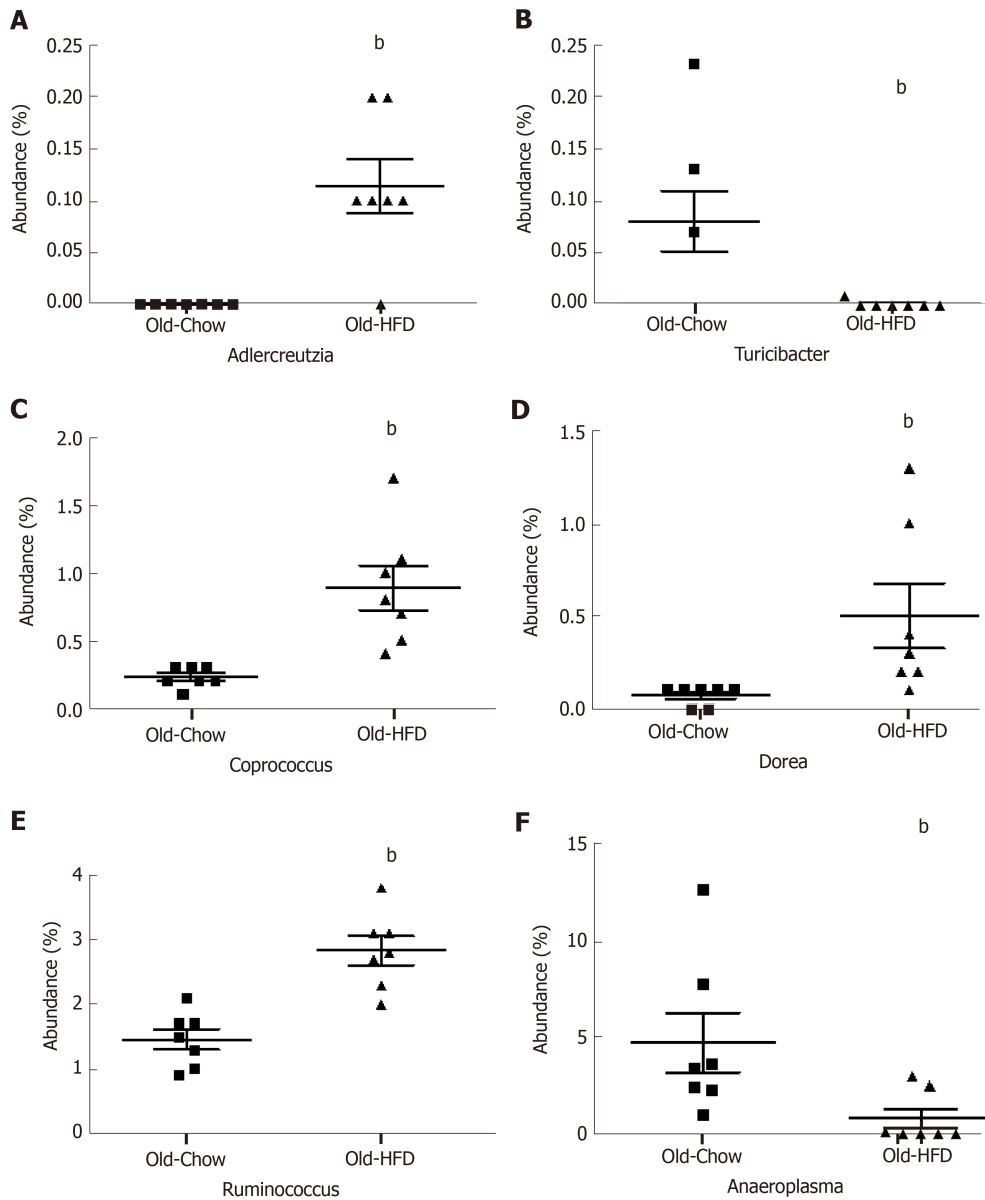 A
b
0.25
0.20
0.15
0.10
0.05
0.00
Abundance (%)
Old-Chow
Old-HFD
Adlercreutzia
B
b
0.25
0.20
0.15
0.10
0.05
0.00
Abundance (%)
Old-Chow
Old-HFD
Turicibacter
C
b
2.0
1.5
1.0
0.5
0.0
Abundance (%)
Old-Chow
Old-HFD
Coprococcus
D
b
1.5
1.0
0.5
0.0
Abundance (%)
Old-Chow
Old-HFD
Dorea
E
b
4
3
2
1
0
Abundance (%)
Old-Chow
Old-HFD
Ruminococcus
F
b
15
10
5
0
Abundance (%)
Old-Chow
Old-HFD
Anaeroplasma